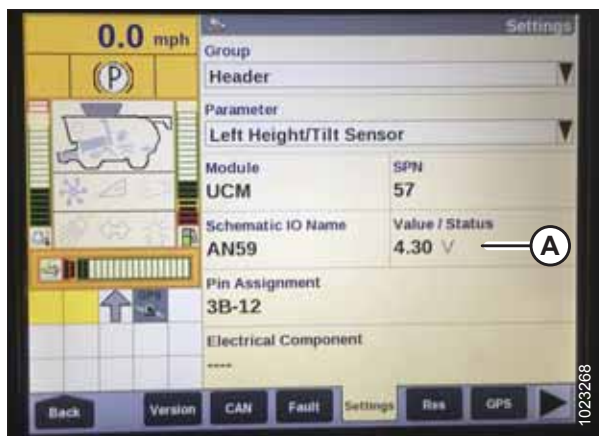 Settings
0.0 mph
(P)
Group
Header
Parameter
Left Height/Tilt Sensor
Module
SPN
UCM
57
Schematic IO Name
Value / Status
AN59
4.30 V
A
Pin Assignment
3B-12
Electrical Component
----
Back
Version
CAN
Fault
Settings
Res
GPS
1023268